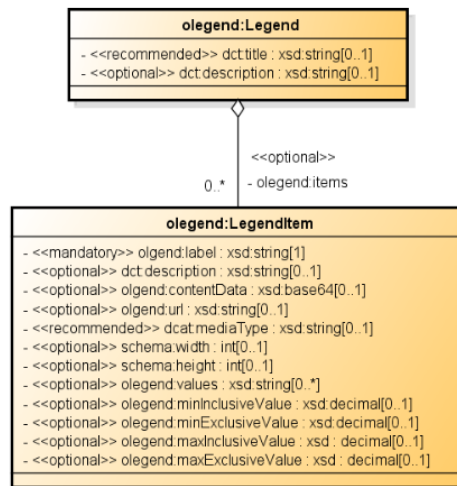 olegend:Legend
- <<recommended>> dct:title : xsd:string[0..1]
- <<optional>> dct:description : xsd:string[0..1]
<<optional>>
0..*
- olegend:items
olegend:LegendItem
- <<mandatory>> olgend:label : xsd:string[1]
- <<optional>> dct:description : xsd:string[0..1]
- <<optional>> olgend:contentData : xsd:base64[0..1]
- <<optional>> olgend:url : xsd:string[0..1]
- <<recommended>> dcat:mediaType : xsd:string[0..1]
- <<optional>> schema:width : int[0..1]
- <<optional>> schema:height : int[0..1]
- <<optional>> olegend:values : xsd:string[0..*]
- <<optional>> olegend:minInclusiveValue : xsd:decimal[0..1]
- <<optional>> olegend:minExclusiveValue : xsd:decimal[0..1]
- <<optional>> olegend:maxInclusiveValue : xsd : decimal[0..1]
- <<optional>> olegend:maxExclusiveValue : xsd : decimal[0..1]